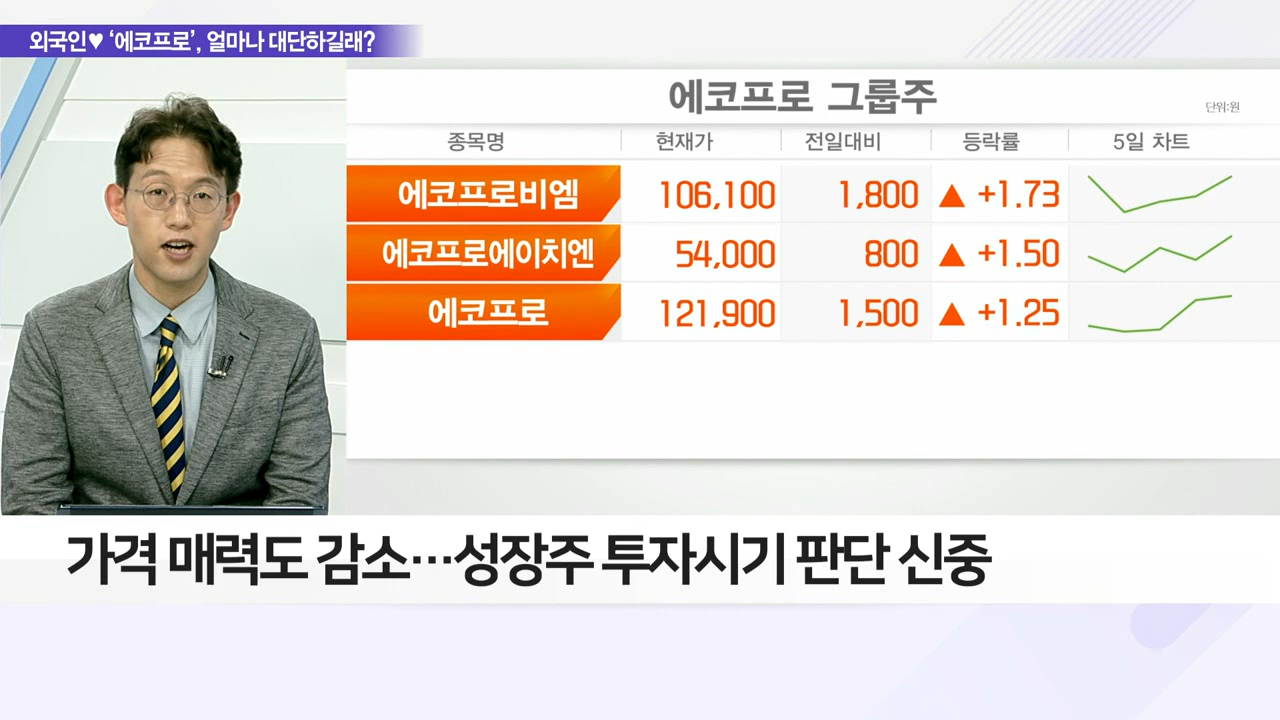 외국인♥ ‘에코프로’, 얼마나 대단하길래?
에코프로 그룹주
단위:원
종목명 현재가 전일대비 등락률 5일 차트
에코프로비엠 106,100 1,800 ▲ +1.73
에코프로에이치엔 54,000 800 ▲ +1.50
에코프로 121,900 1,500 ▲ +1.25
가격 매력도 감소…성장주 투자시기 판단 신중